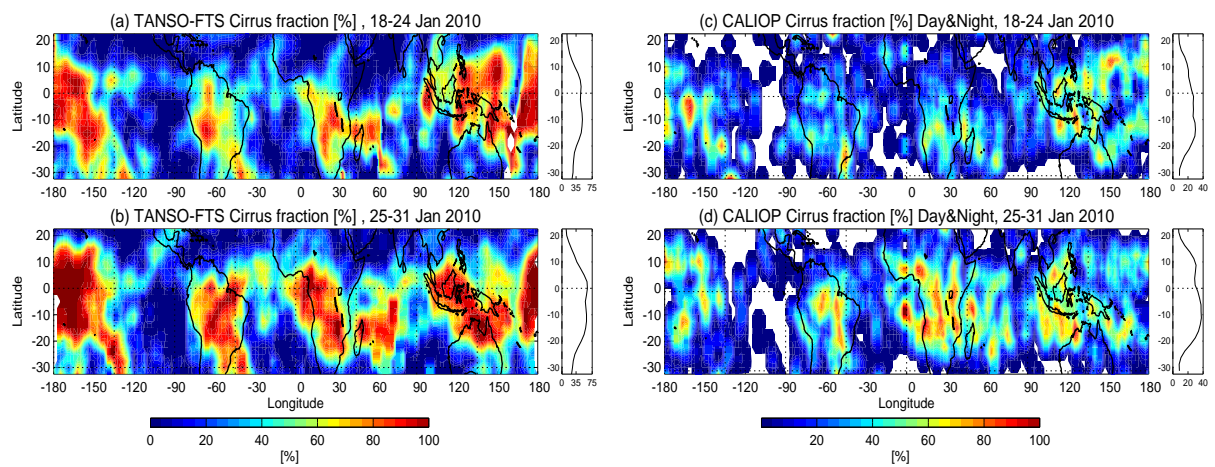 (a) TANSO-FTS Cirrus fraction [%] , 18-24 Jan 2010
Latitude
20
10
0
-10
-20
-30
-180 -150 -120 -90 -60 -30 0 30 60 90 120 150 180
20
10
0
-10
-20
-30
0 35 75
(c) CALIOP Cirrus fraction [%] Day&Night, 18-24 Jan 2010
Latitude
20
10
0
-10
-20
-30
-180 -150 -120 -90 -60 -30 0 30 60 90 120 150 180
20
10
0
-10
-20
-30
0 20 40
(b) TANSO-FTS Cirrus fraction [%] , 25-31 Jan 2010
Latitude
20
10
0
-10
-20
-30
-180 -150 -120 -90 -60 -30 0 30 60 90 120 150 180
Longitude
20
10
0
-10
-20
-30
0 35 75
(d) CALIOP Cirrus fraction [%] Day&Night, 25-31 Jan 2010
Latitude
20
10
0
-10
-20
-30
-180 -150 -120 -90 -60 -30 0 30 60 90 120 150 180
Longitude
20
10
0
-10
-20
-30
0 20 40
0 20 40 60 80 100
[%]
20 40 60 80 100
[%]